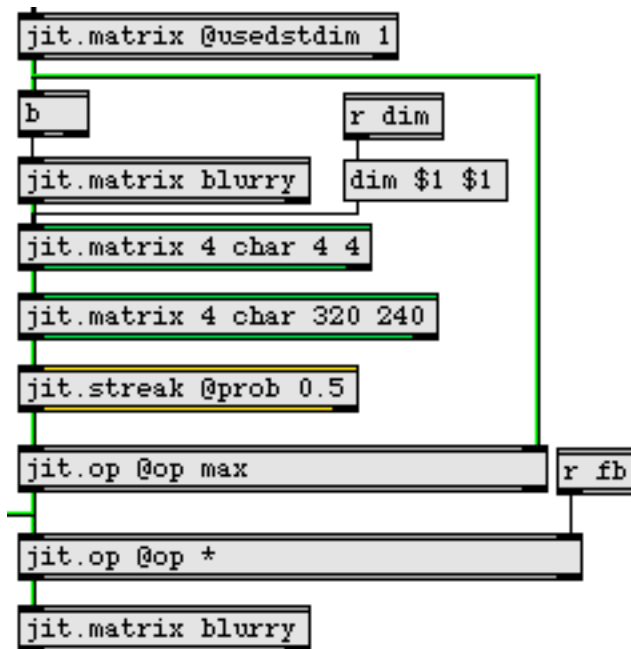 jit.matrix @usedstdim 1
b
r dim
jit.matrix blurry
dim $1 $1
jit.matrix 4 char 4 4
jit.matrix 4 char 320 240
jit.streak @prob 0.5
jit.op @op max
r fb
jit.op @op *
jit.matrix blurry